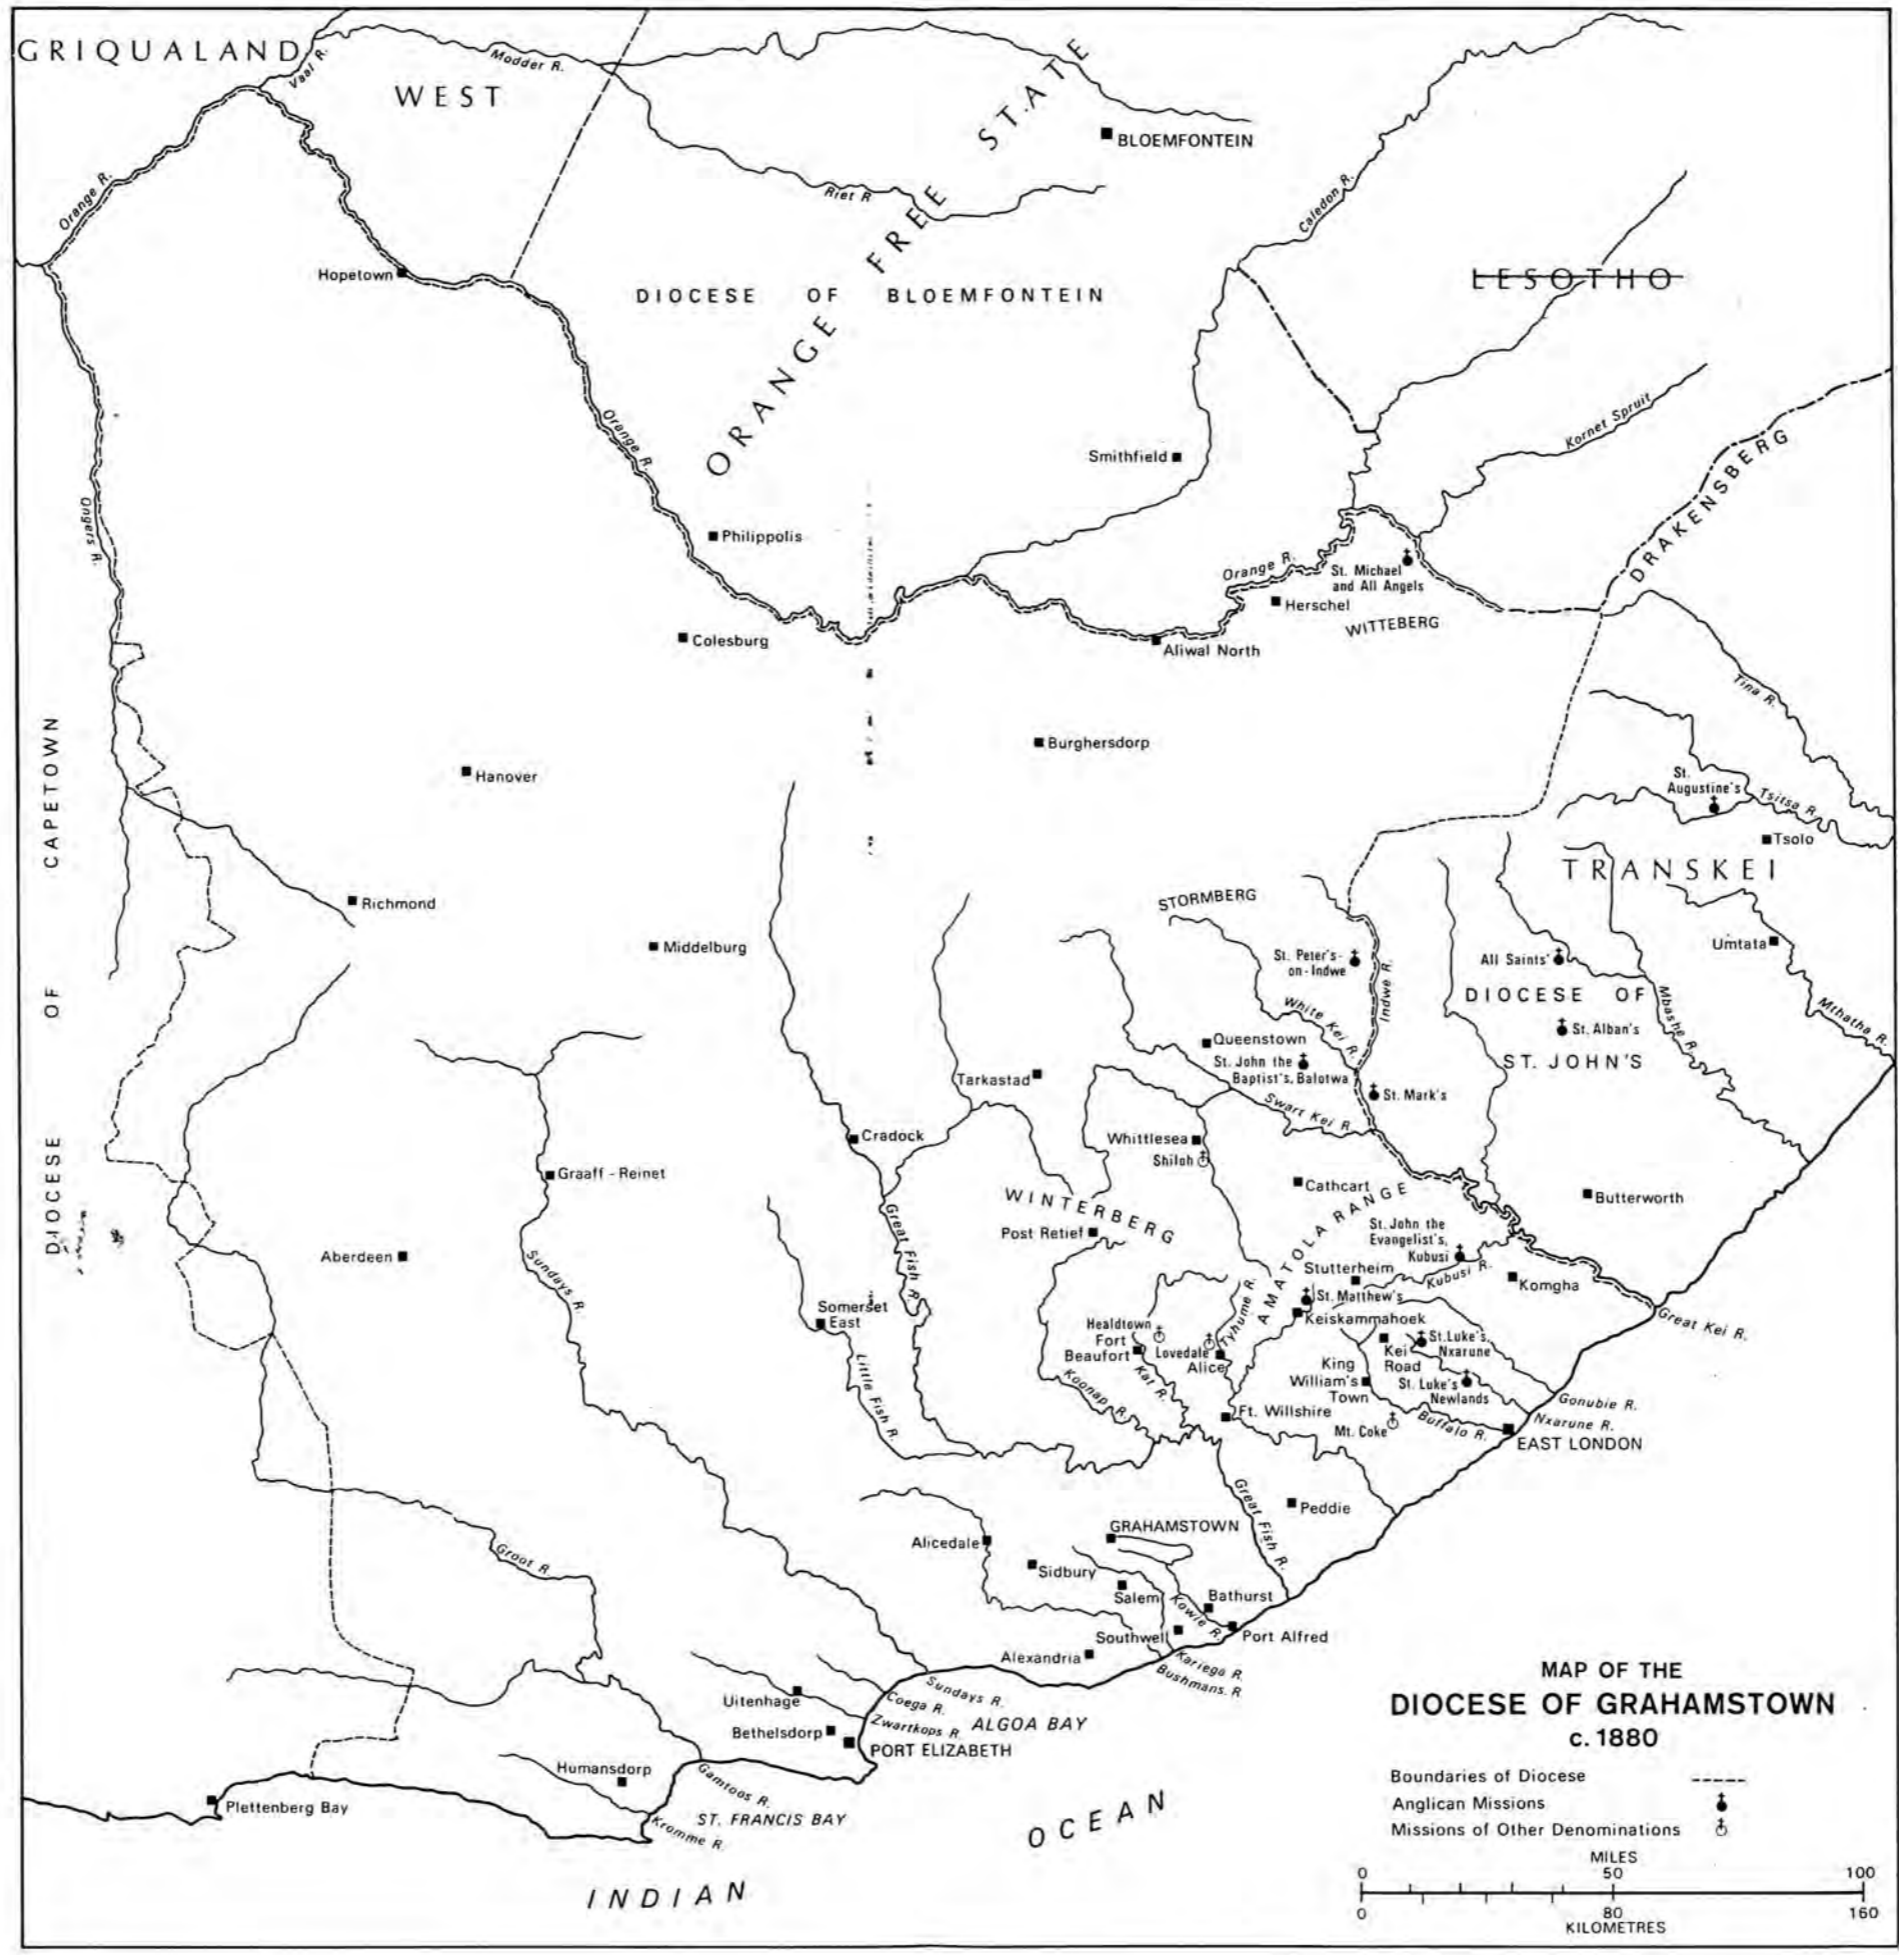 GRIQUALAND
WEST
Vaal R.
Modder R.
ORANGE FREE STATE
BLOEMFONTEIN
Orange R.
Riet R
Caledon R.
Hopetown
DIOCESE OF BLOEMFONTEIN
LESOTHO
Orange R.
Smithfield
Kornet Spruit
DRAKENSBERG
Ongers R.
Philippolis
Orange R.
St. Michael
and All Angels
Herschel
WITTEBERG
Colesburg
Aliwal North
Tina R.
Burghersdorp
Hanover
St.
Augustine's
Tsitsa R.
Tsolo
TRANSKEI
DIOCESE OF CAPETOWN
Richmond
Middelburg
STORMBERG
St. Peter's-
on-Indwe
Indwe R.
All Saints'
Umtata
DIOCESE OF
ST. JOHN'S
Mbashe R.
Mthatha R.
St. Alban's
White Kei R.
Queenstown
St. John the
Baptist's, Balotwa
St. Mark's
Tarkastad
Swart Kei R
Cradock
Whittlesea
Shiloh
Graaff - Reinet
Cathcart
Butterworth
WINTERBERG
Post Retief
AMATOLA RANGE
St. John the
Evangelist's,
Kubusi
Great Fish R.
Aberdeen
Sundays R.
Stutterheim
Kubusi R.
Komgha
Somerset
East
St. Matthew's
Keiskammahoek
Great Kei R.
Tyhume R.
Healdtown
Fort
Beaufort
Lovedale
Alice
Kei
Road
St. Luke's,
Nxarune
King
William's
Town
St. Luke's
Newlands
Little Fish R.
Koonap R.
Kat R.
Ft. Willshire
Mt. Coke
Buffalo R.
Gonubie R.
Nxarune R.
EAST LONDON
Great Fish R.
Peddie
Groot R.
Alicedale
GRAHAMSTOWN
Sidbury
Salem
Bathurst
Kowie R.
Southwell
Port Alfred
Alexandria
Kariega R.
Bushmans. R
Uitenhage
Sundays R.
Coega R.
Zwartkops R.
ALGOA BAY
Bethelsdorp
PORT ELIZABETH
Humansdorp
Gamtoos R.
Plettenberg Bay
ST. FRANCIS BAY
Kromme R.
INDIAN OCEAN
MAP OF THE
DIOCESE OF GRAHAMSTOWN
c. 1880
Boundaries of Diocese
Anglican Missions
Missions of Other Denominations
MILES
0 50 100
0 80 160
KILOMETRES